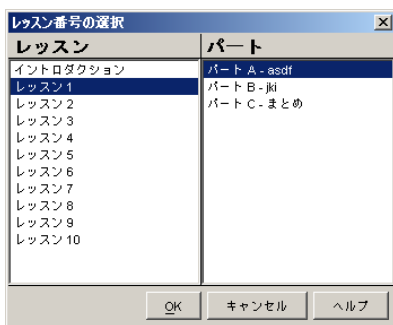 レッスン番号の選択
レッスン
パート
イントロダクション
レッスン 1
レッスン 2
レッスン 3
レッスン 4
レッスン 5
レッスン 6
レッスン 7
レッスン 8
レッスン 9
レッスン 10
パート A - asdf
パート B - jkl
パート C - まとめ
OK
キャンセル
ヘルプ